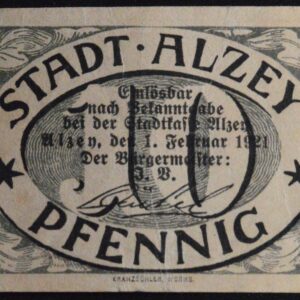 STADT · ALZEY
10
Einlösbar
nach Bekanntgabe
bei der Stadtkasse Alzey
Alzey, den 1. Februar 1921
Der Bürgermeister:
J. V.
PFENNIG
KRANZBÜHLER, WORMS.